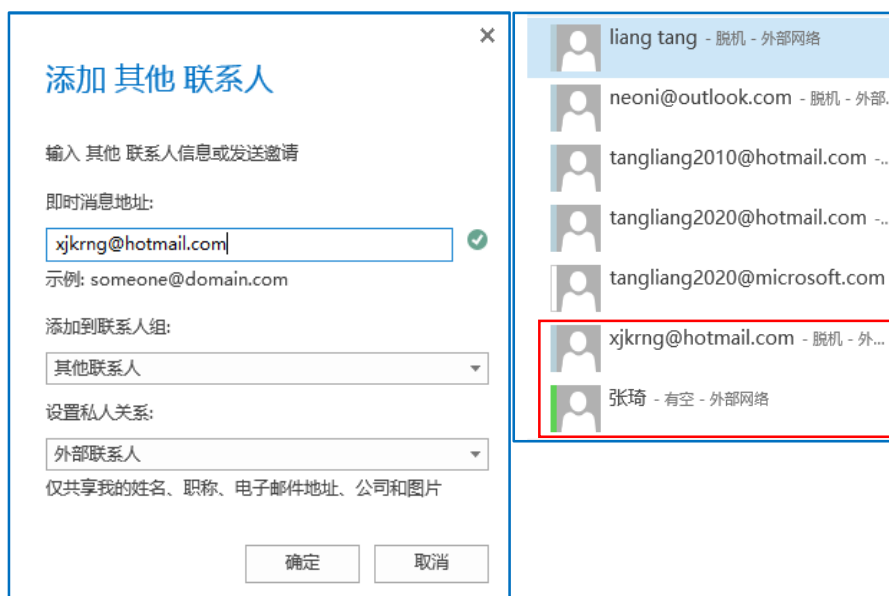 添加 其他 联系人
输入 其他 联系人信息或发送邀请
即时消息地址:
xjkrng@hotmail.com
示例: someone@domain.com
添加到联系人组:
其他联系人
设置私人关系:
外部联系人
仅共享我的姓名、职称、电子邮件地址、公司和图片
确定 取消
liang tang - 脱机 - 外部网络
neoni@outlook.com - 脱机 - 外部...
tangliang2010@hotmail.com -...
tangliang2020@hotmail.com -...
tangliang2020@microsoft.com
xjkrng@hotmail.com - 脱机 - 外...
张琦 - 有空 - 外部网络